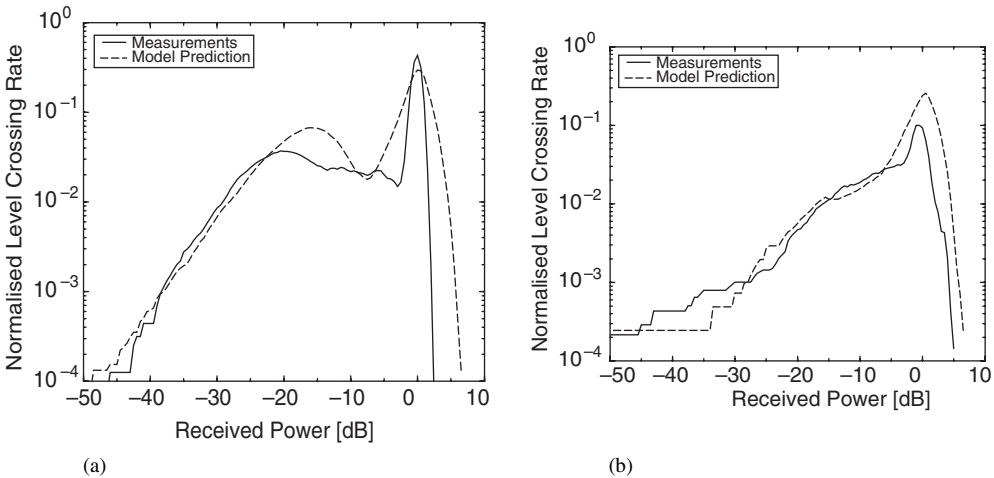 Normalised Level Crossing Rate
10^0
10^-1
10^-2
10^-3
10^-4
Measurements
Model Prediction
−50 −40 −30 −20 −10 0 10
Received Power [dB]
(a)
Normalised Level Crossing Rate
10^0
10^-1
10^-2
10^-3
10^-4
Measurements
Model Prediction
−50 −40 −30 −20 −10 0 10
Received Power [dB]
(b)